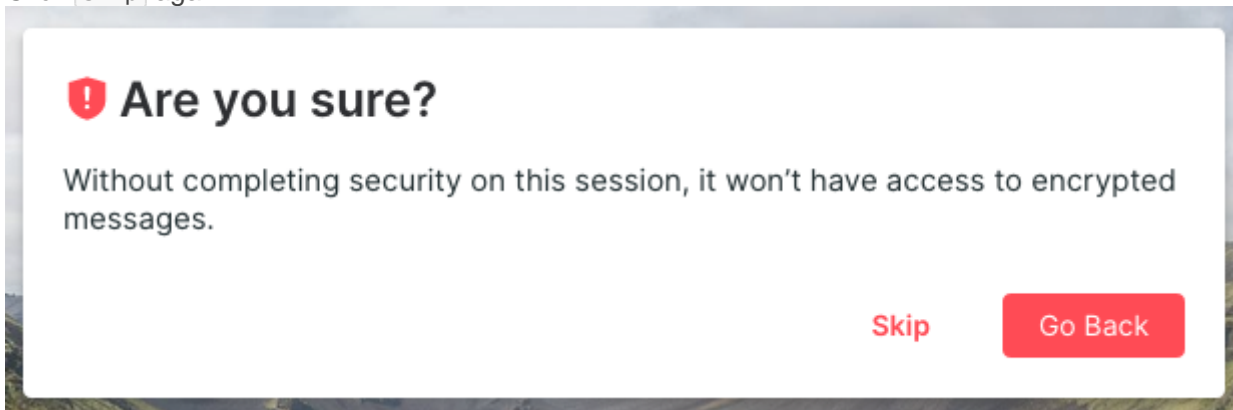 Are you sure?
Without completing security on this session, it won't have access to encrypted
messages.
Skip
Go Back